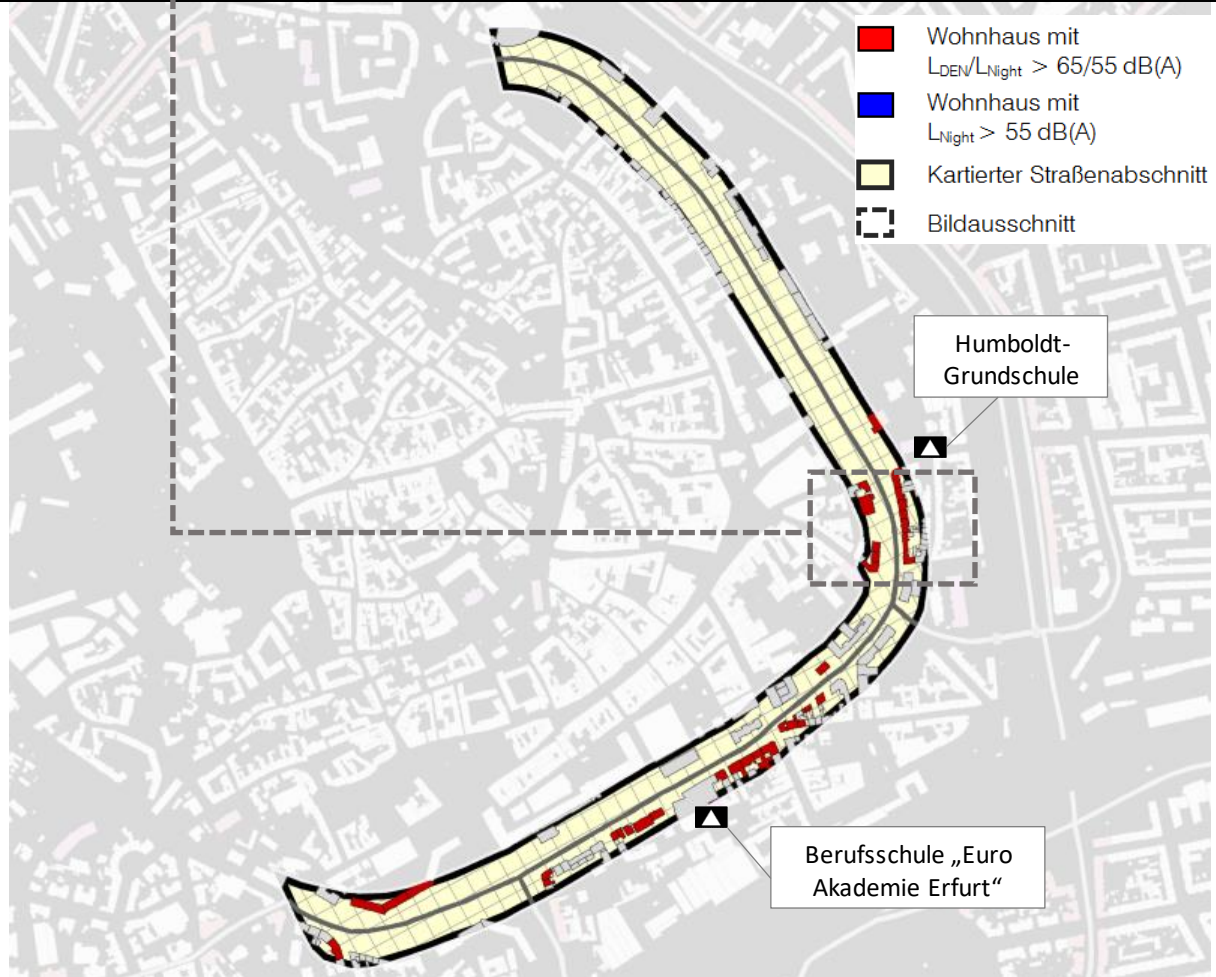 Wohnhaus mit
LDEN/LNight > 65/55 dB(A)
Wohnhaus mit
LNight > 55 dB(A)
Kartierter Straßenabschnitt
Bildausschnitt
Humboldt-
Grundschule
Berufsschule „Euro
Akademie Erfurt“